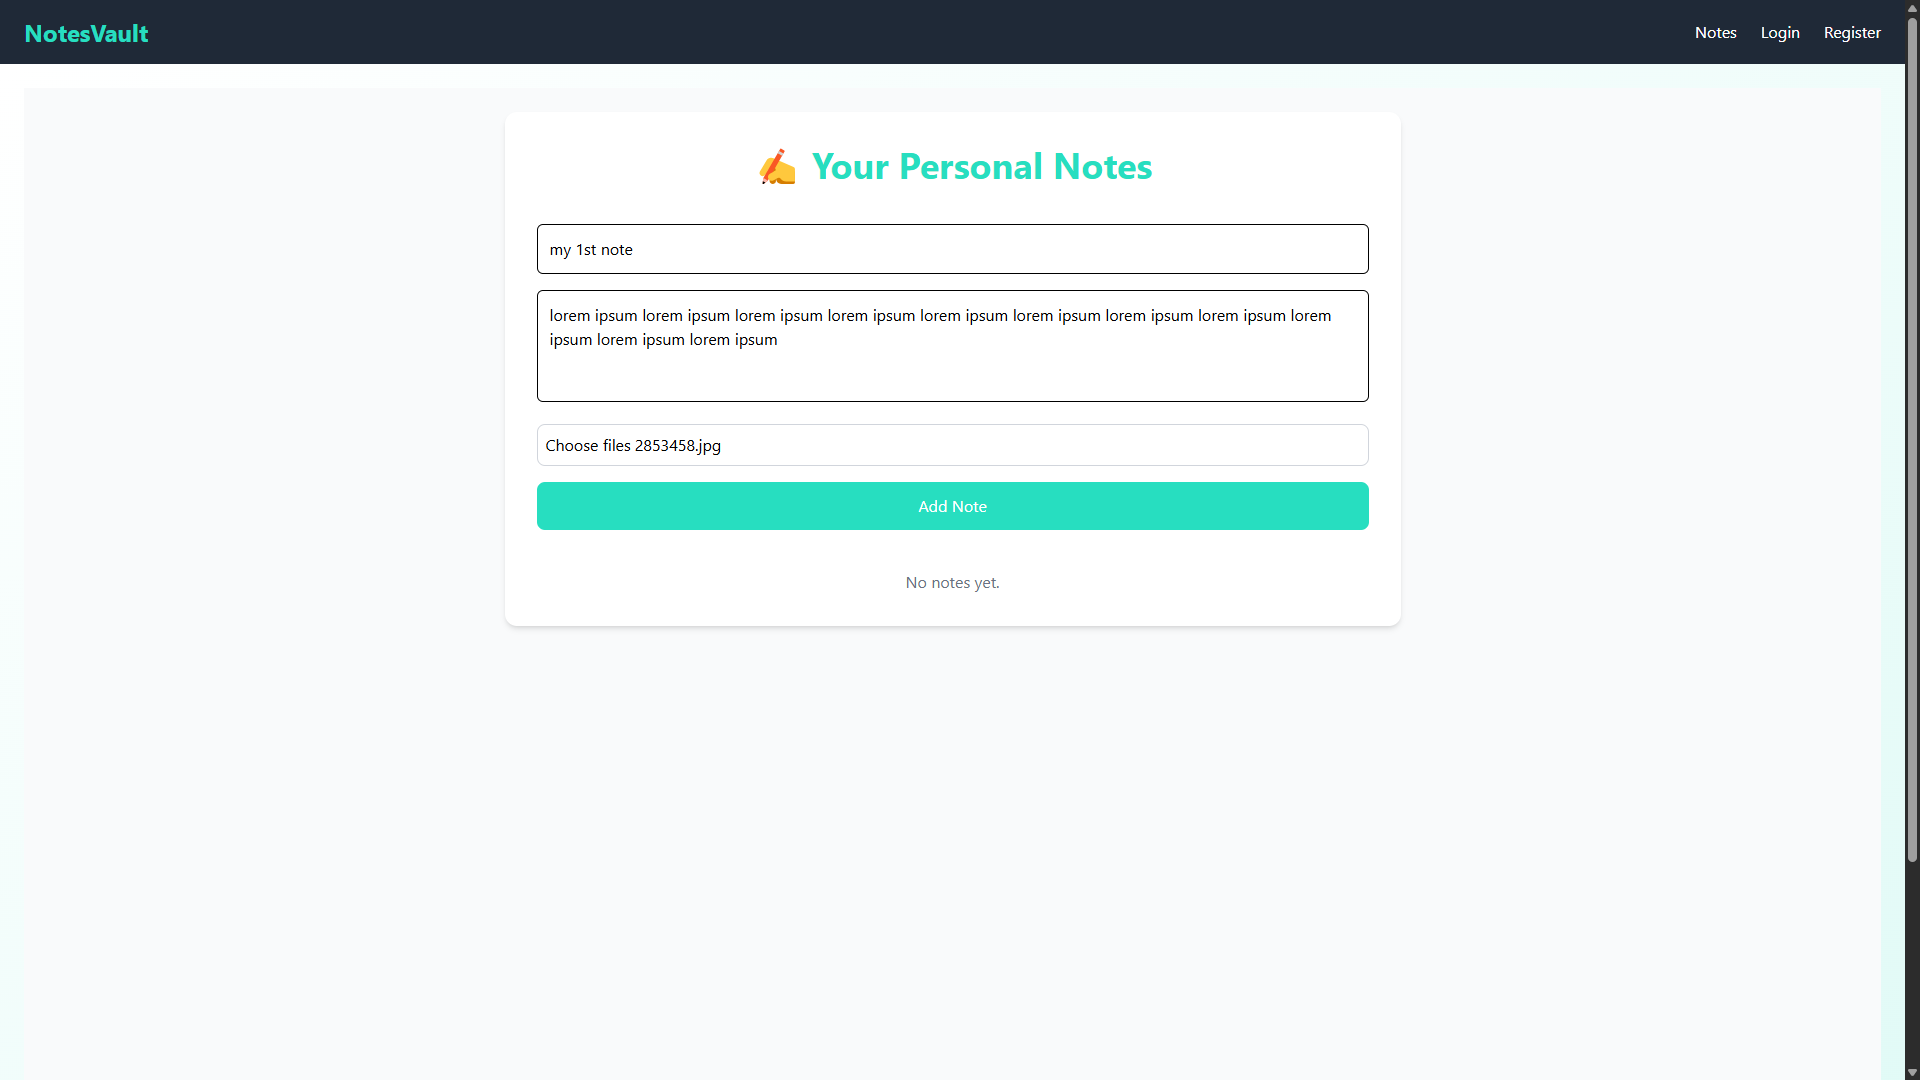 NotesVault
Notes Login Register
✍️ Your Personal Notes
my 1st note
lorem ipsum lorem ipsum lorem ipsum lorem ipsum lorem ipsum lorem ipsum lorem ipsum lorem ipsum lorem
ipsum lorem ipsum lorem ipsum
Choose files 2853458.jpg
Add Note
No notes yet.